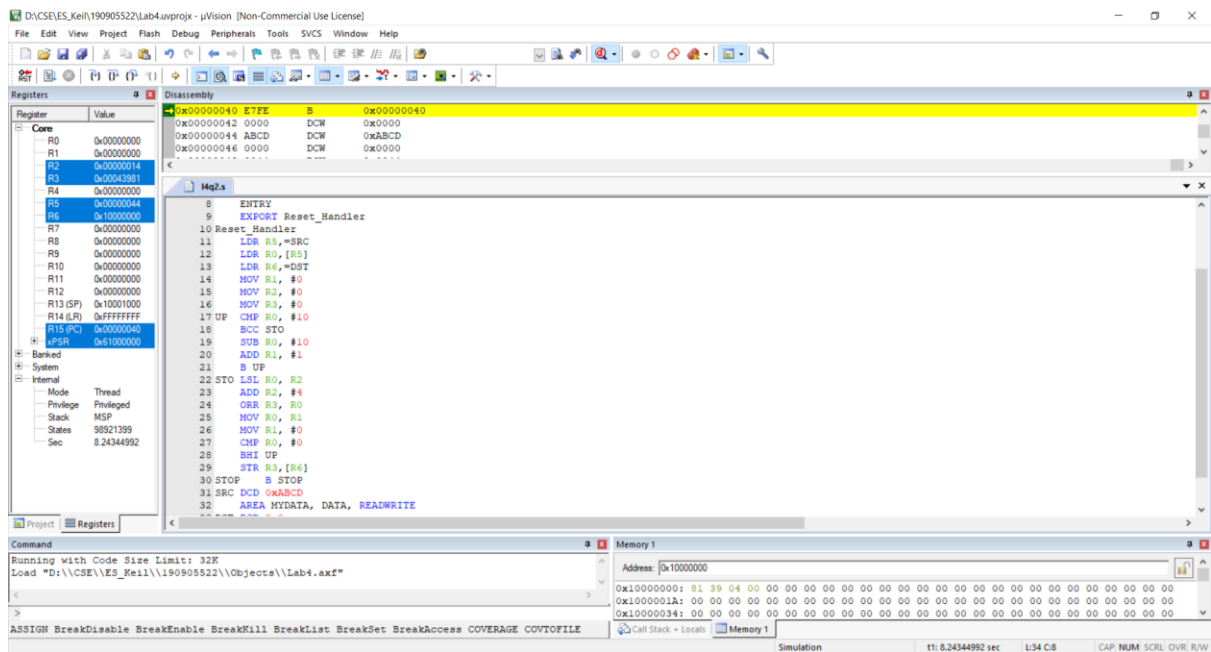 D:\CSE\ES_Keil\190905522\Lab4.uvprojx - µVision [Non-Commercial Use License]
File Edit View Project Flash Debug Peripherals Tools SVCS Window Help
Registers
Register Value
Core
R0 0x00000000
R1 0x00000000
R2 0x00000014
R3 0x00043981
R4 0x00000000
R5 0x00000044
R6 0x10000000
R7 0x00000000
R8 0x00000000
R9 0x00000000
R10 0x00000000
R11 0x00000000
R12 0x00000000
R13 (SP) 0x10001000
R14 (LR) 0xFFFFFFFF
R15 (PC) 0x00000040
xPSR 0x61000000
Banked
System
Internal
Mode Thread
Privilege Privileged
Stack MSP
States 98921399
Sec 8.24344992
Project Registers
Disassembly
0x00000040 E7FE B 0x00000040
0x00000042 0000 DCW 0x0000
0x00000044 ABCD DCW 0xABCD
0x00000046 0000 DCW 0x0000
l4q2.s
8 ENTRY
9 EXPORT Reset_Handler
10 Reset_Handler
11 LDR R5,=SRC
12 LDR R0,[R5]
13 LDR R6,=DST
14 MOV R1, #0
15 MOV R2, #0
16 MOV R3, #0
17 UP CMP R0, #10
18 BCC STO
19 SUB R0, #10
20 ADD R1, #1
21 B UP
22 STO LSL R0, R2
23 ADD R2, #4
24 ORR R3, R0
25 MOV R0, R1
26 MOV R1, #0
27 CMP R0, #0
28 BHI UP
29 STR R3,[R6]
30 STOP B STOP
31 SRC DCD 0xABCD
32 AREA MYDATA, DATA, READWRITE
Command
Running with Code Size Limit: 32K
Load "D:\\CSE\\ES_Keil\\190905522\\Objects\\Lab4.axf"
>
ASSIGN BreakDisable BreakEnable BreakKill BreakList BreakSet BreakAccess COVERAGE COVTOFILE
Memory 1
Address: 0x10000000
0x10000000: 81 39 04 00 00 00 00 00 00 00 00 00 00 00 00 00 00 00 00 00 00 00 00 00 00 00
0x1000001A: 00 00 00 00 00 00 00 00 00 00 00 00 00 00 00 00 00 00 00 00 00 00 00 00 00 00
0x10000034: 00 00 00 00 00 00 00 00 00 00 00 00 00 00 00 00 00 00 00 00 00 00 00 00 00 00
Call Stack + Locals Memory 1
Simulation t1: 8.24344992 sec L:34 C:8 CAP NUM SCRL OVR R/W